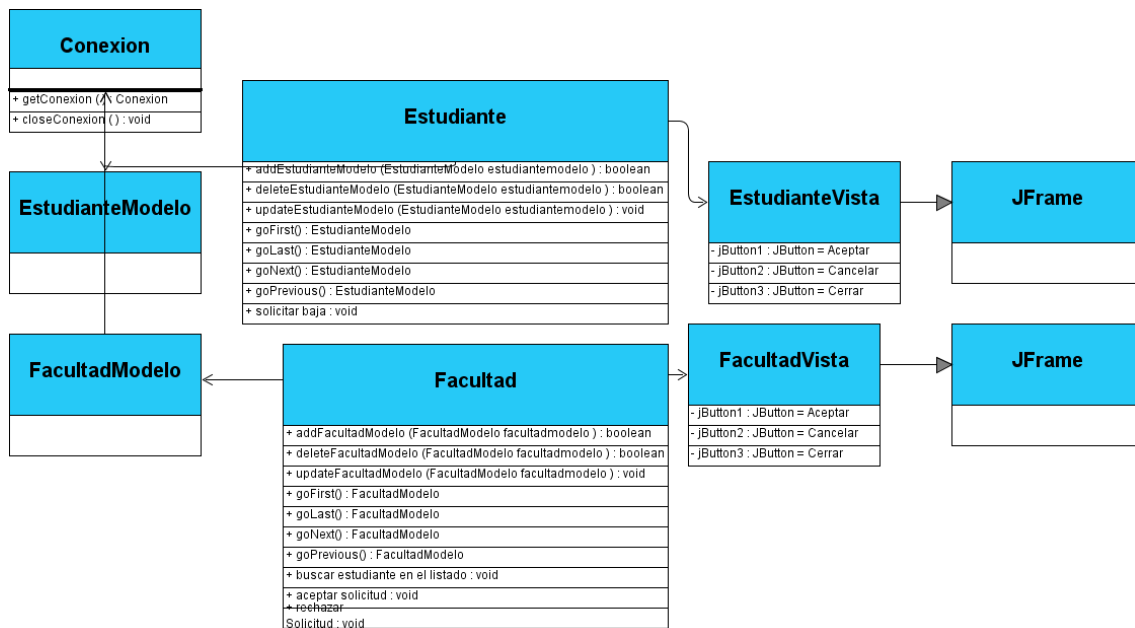 Conexion
+ getConexion ( ) : Conexion
+ closeConexion ( ) : void
Estudiante
+ addEstudianteModelo (EstudianteModelo estudiantemodelo ) : boolean
+ deleteEstudianteModelo (EstudianteModelo estudiantemodelo ) : boolean
+ updateEstudianteModelo (EstudianteModelo estudiantemodelo ) : void
+ goFirst() : EstudianteModelo
+ goLast() : EstudianteModelo
+ goNext() : EstudianteModelo
+ goPrevious() : EstudianteModelo
+ solicitar baja : void
EstudianteModelo
EstudianteVista
- jButton1 : JButton = Aceptar
- jButton2 : JButton = Cancelar
- jButton3 : JButton = Cerrar
JFrame
FacultadModelo
Facultad
+ addFacultadModelo (FacultadModelo facultadmodelo ) : boolean
+ deleteFacultadModelo (FacultadModelo facultadmodelo ) : boolean
+ updateFacultadModelo (FacultadModelo facultadmodelo ) : void
+ goFirst() : FacultadModelo
+ goLast() : FacultadModelo
+ goNext() : FacultadModelo
+ goPrevious() : FacultadModelo
+ buscar estudiante en el listado : void
+ aceptar solicitud : void
+ rechazar
Solicitud : void
FacultadVista
- jButton1 : JButton = Aceptar
- jButton2 : JButton = Cancelar
- jButton3 : JButton = Cerrar
JFrame